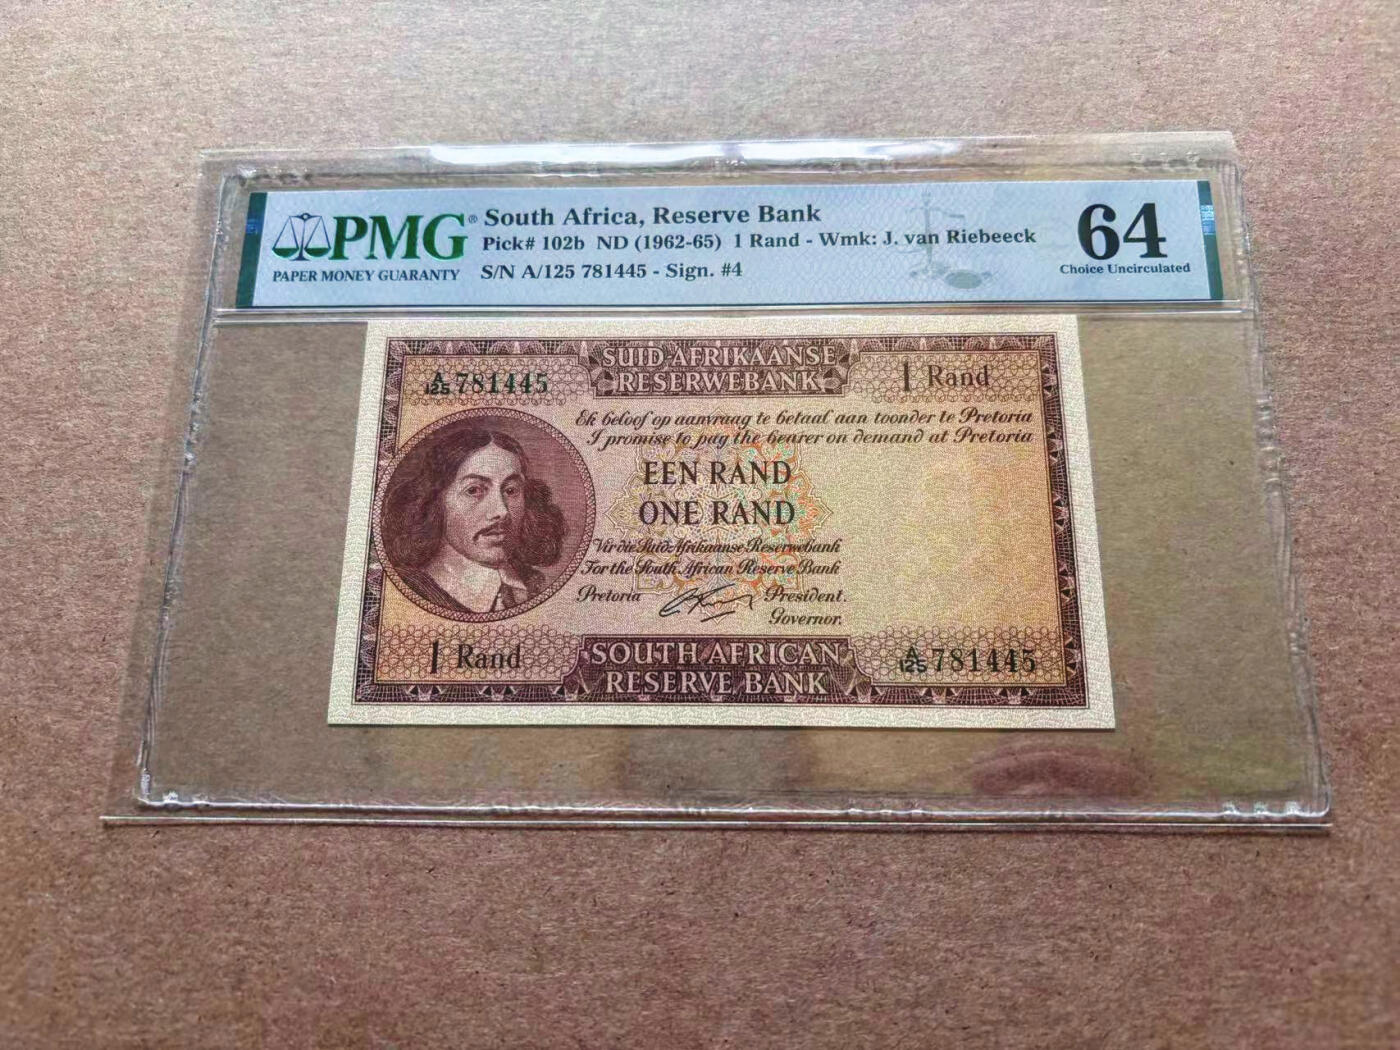 PMG®
PAPER MONEY GUARANTY
South Africa, Reserve Bank
Pick# 102b ND (1962-65) 1 Rand - Wmk: J. van Riebeeck
S/N A/125 781445 - Sign. #4
64
Choice Uncirculated
SUID-AFRIKAANSE
RESERWEBANK
A/125 781445
1 Rand
Ek beloof op aanvraag te betaal aan toonder te Pretoria
I promise to pay the bearer on demand at Pretoria
EEN RAND
ONE RAND
Vir die Suid-Afrikaanse Reserwebank
For the South African Reserve Bank
Pretoria President.
Governor.
1 Rand
SOUTH AFRICAN
RESERVE BANK
A/125 781445